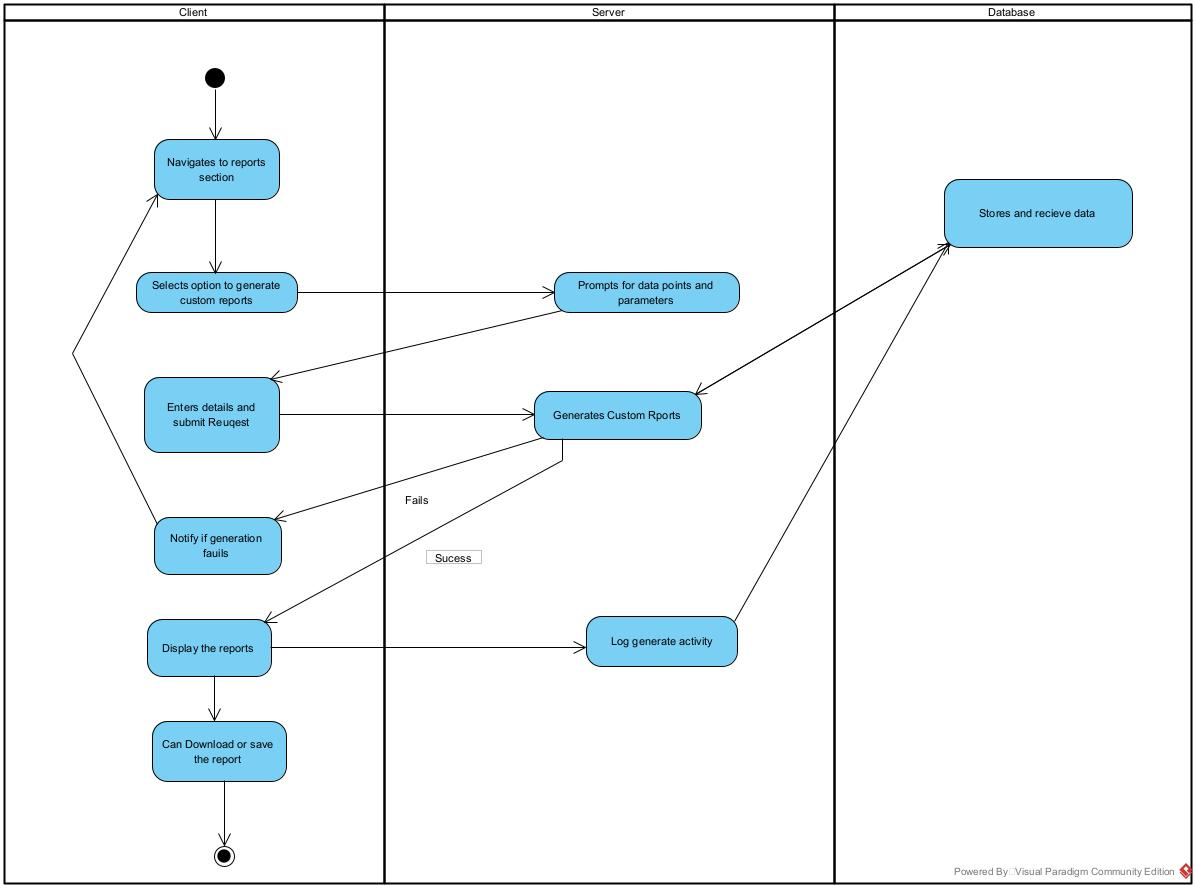 Client
Server
Database
Navigates to reports
section
Stores and recieve data
Selects option to generate
custom reports
Prompts for data points and
parameters
Enters details and
submit Reuqest
Generates Custom Rports
Fails
Notify if generation
fauils
Sucess
Display the reports
Log generate activity
Can Download or save
the report
Powered By Visual Paradigm Community Edition